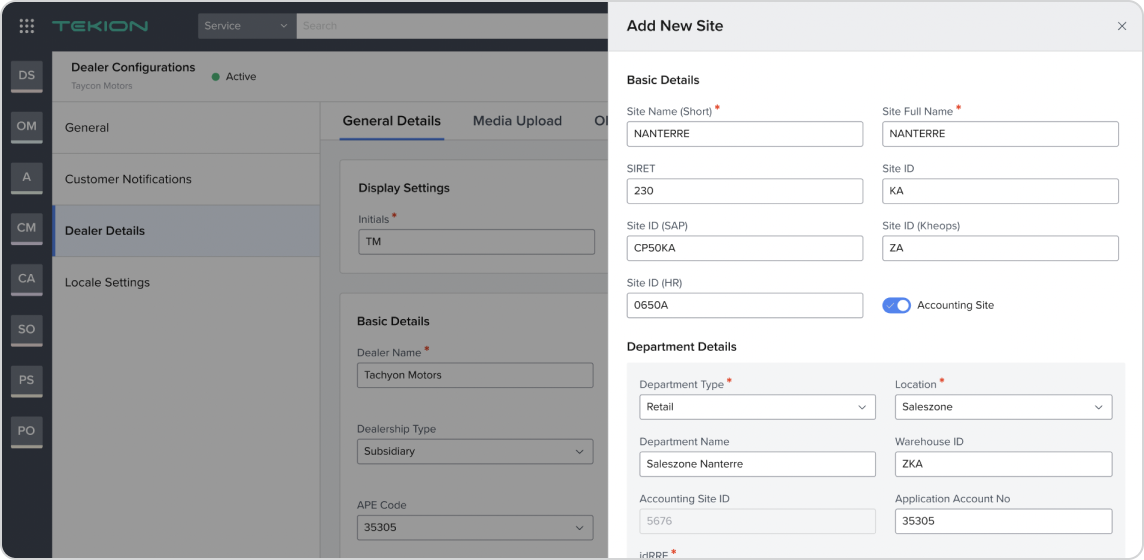 TEKION
Service
Search
DS
OM
A
CM
CA
SO
PS
PO
Dealer Configurations
Taycon Motors
Active
General
Customer Notifications
Dealer Details
Locale Settings
General Details
Media Upload
Display Settings
Initials *
TM
Basic Details
Dealer Name *
Tachyon Motors
Dealership Type
Subsidiary
APE Code
35305
Add New Site
Basic Details
Site Name (Short) * Site Full Name *
NANTERRE NANTERRE
SIRET Site ID
230 KA
Site ID (SAP) Site ID (Kheops)
CP50KA ZA
Site ID (HR)
0650A Accounting Site
Department Details
Department Type * Location *
Retail Saleszone
Department Name Warehouse ID
Saleszone Nanterre ZKA
Accounting Site ID Application Account No
5676 35305
idRRF *